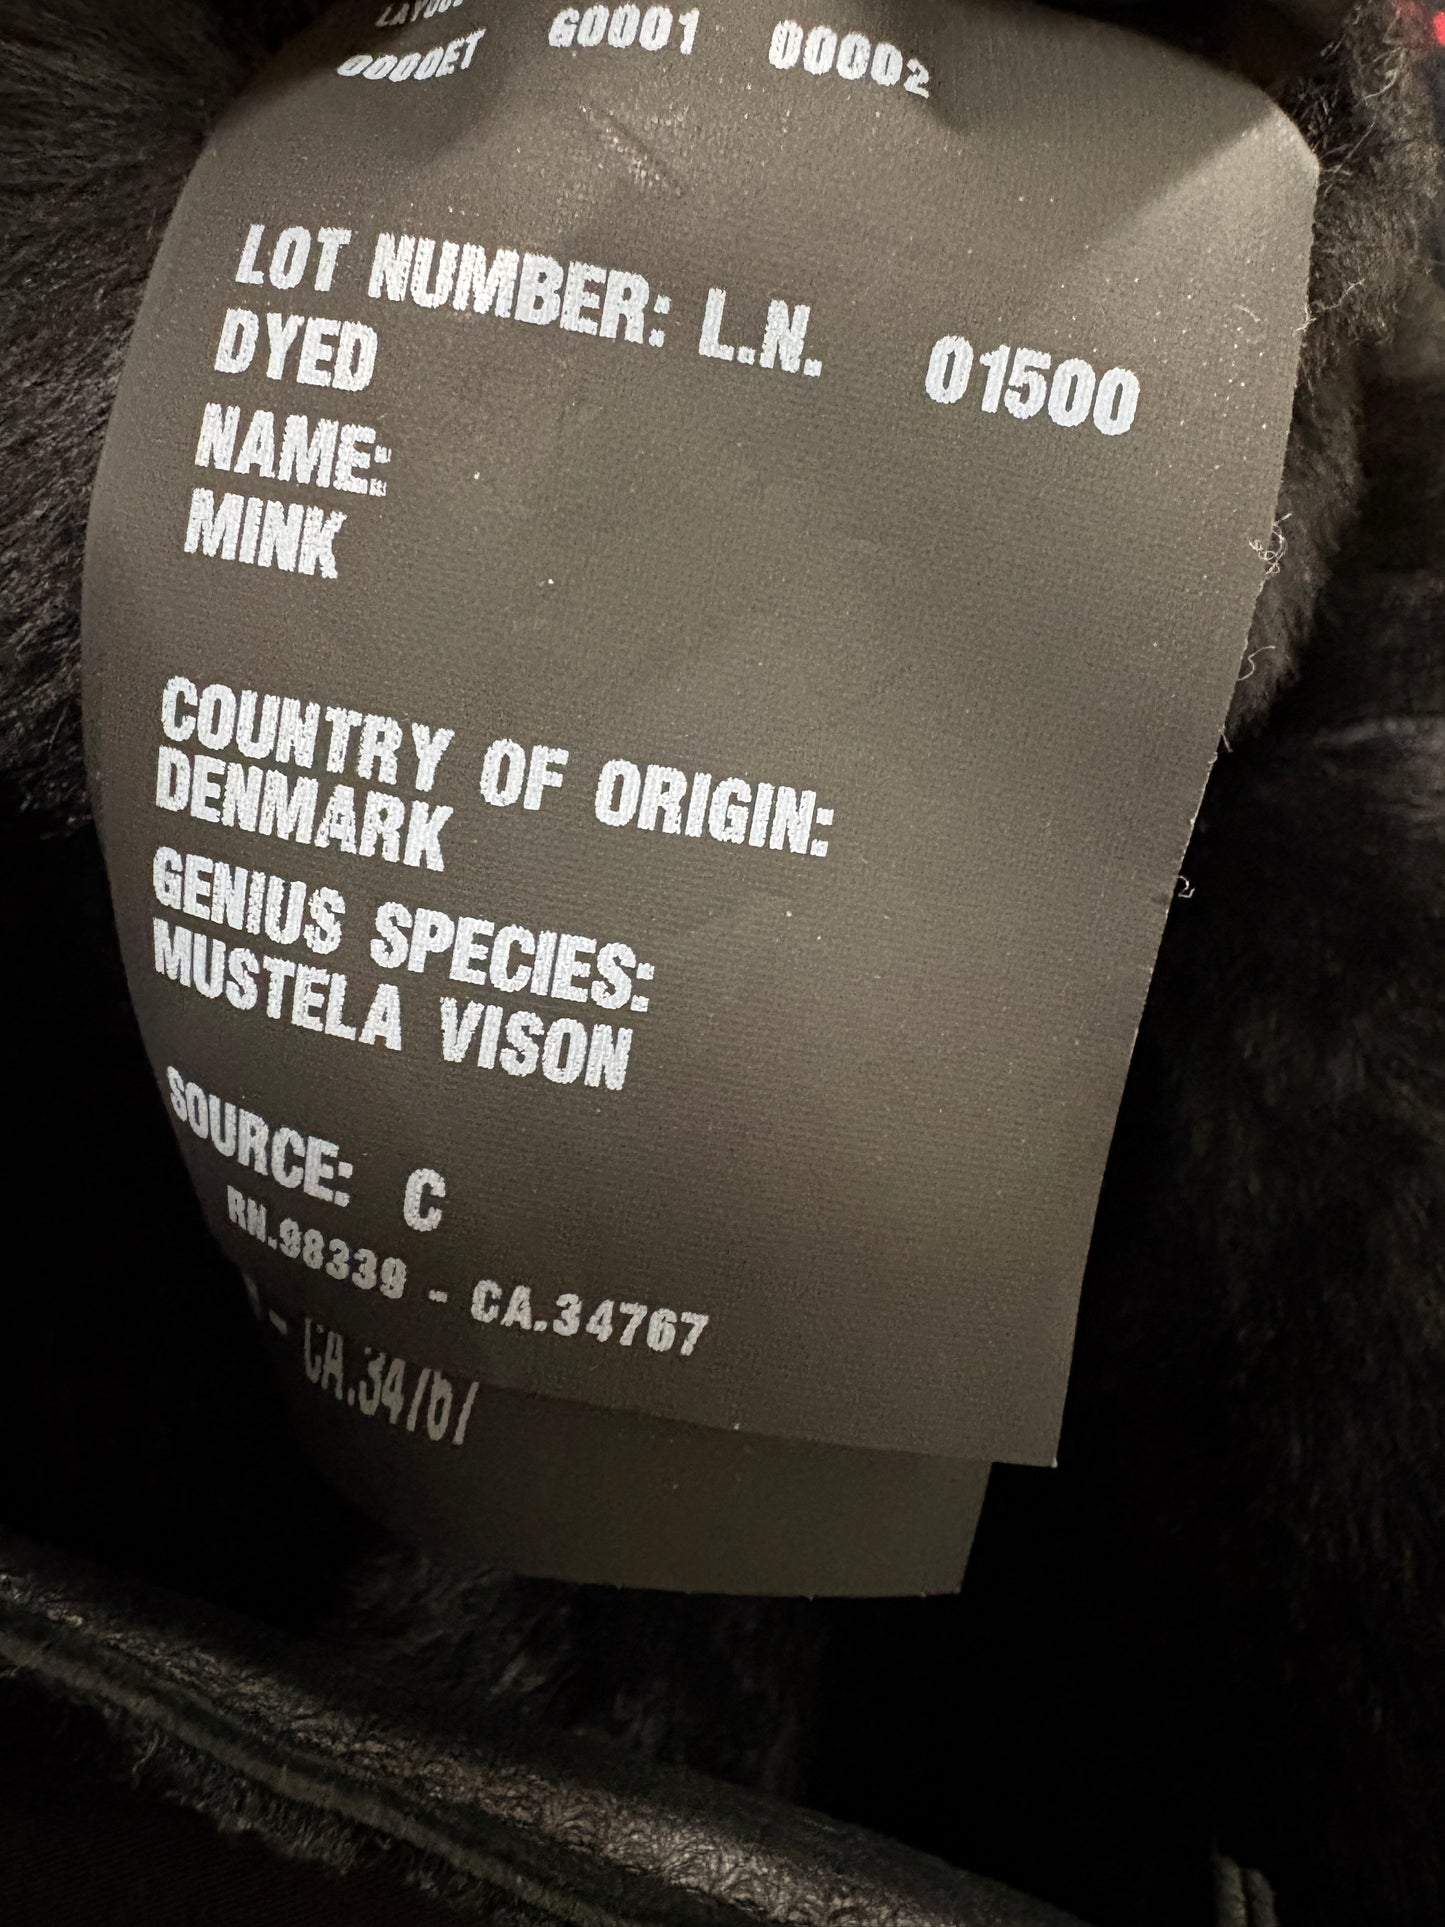 0000ET G0001 00002
LOT NUMBER: L.N. 01500
DYED
NAME:
MINK
COUNTRY OF ORIGIN:
DENMARK
GENIUS SPECIES:
MUSTELA VISON
SOURCE: C
RN.98339 - CA.34767
- CA.34767